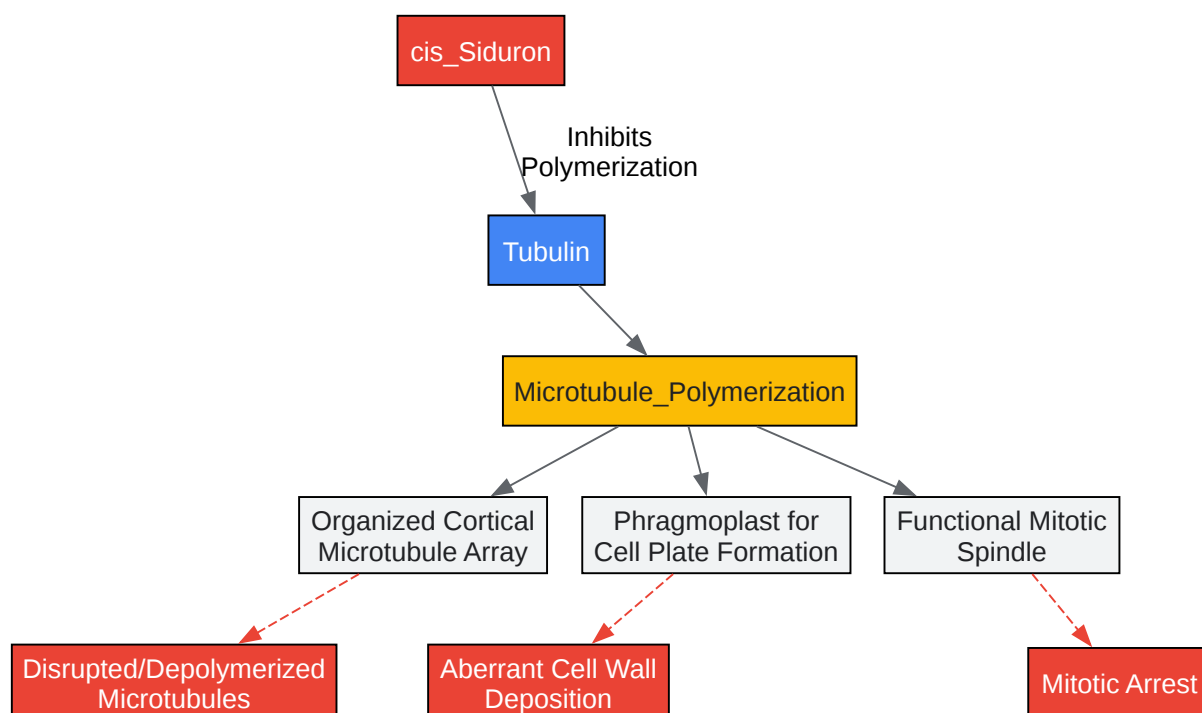 cis_Siduron
Inhibits
Polymerization
Tubulin
Microtubule_Polymerization
Organized Cortical
Microtubule Array
Phragmoplast for
Cell Plate Formation
Functional Mitotic
Spindle
Disrupted/Depolymerized
Microtubules
Aberrant Cell Wall
Deposition
Mitotic Arrest